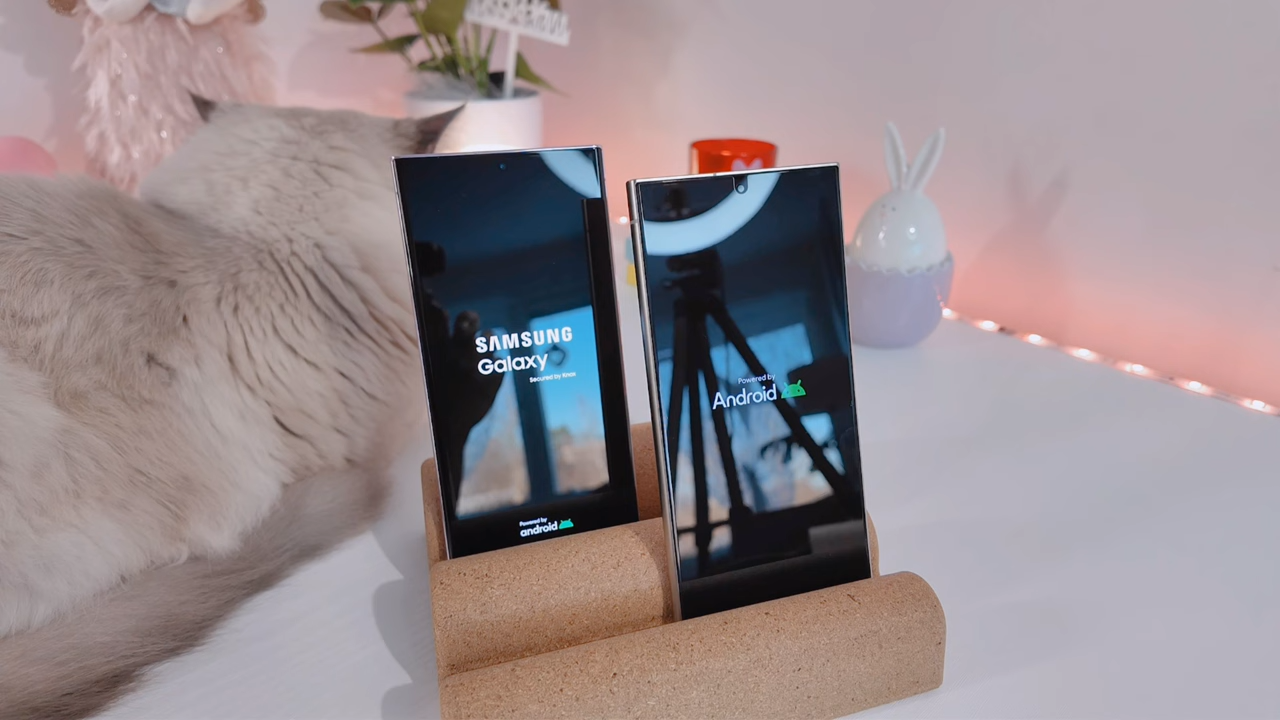 SAMSUNG
Galaxy
Secured by Knox
Powered by
android
Powered by
Android